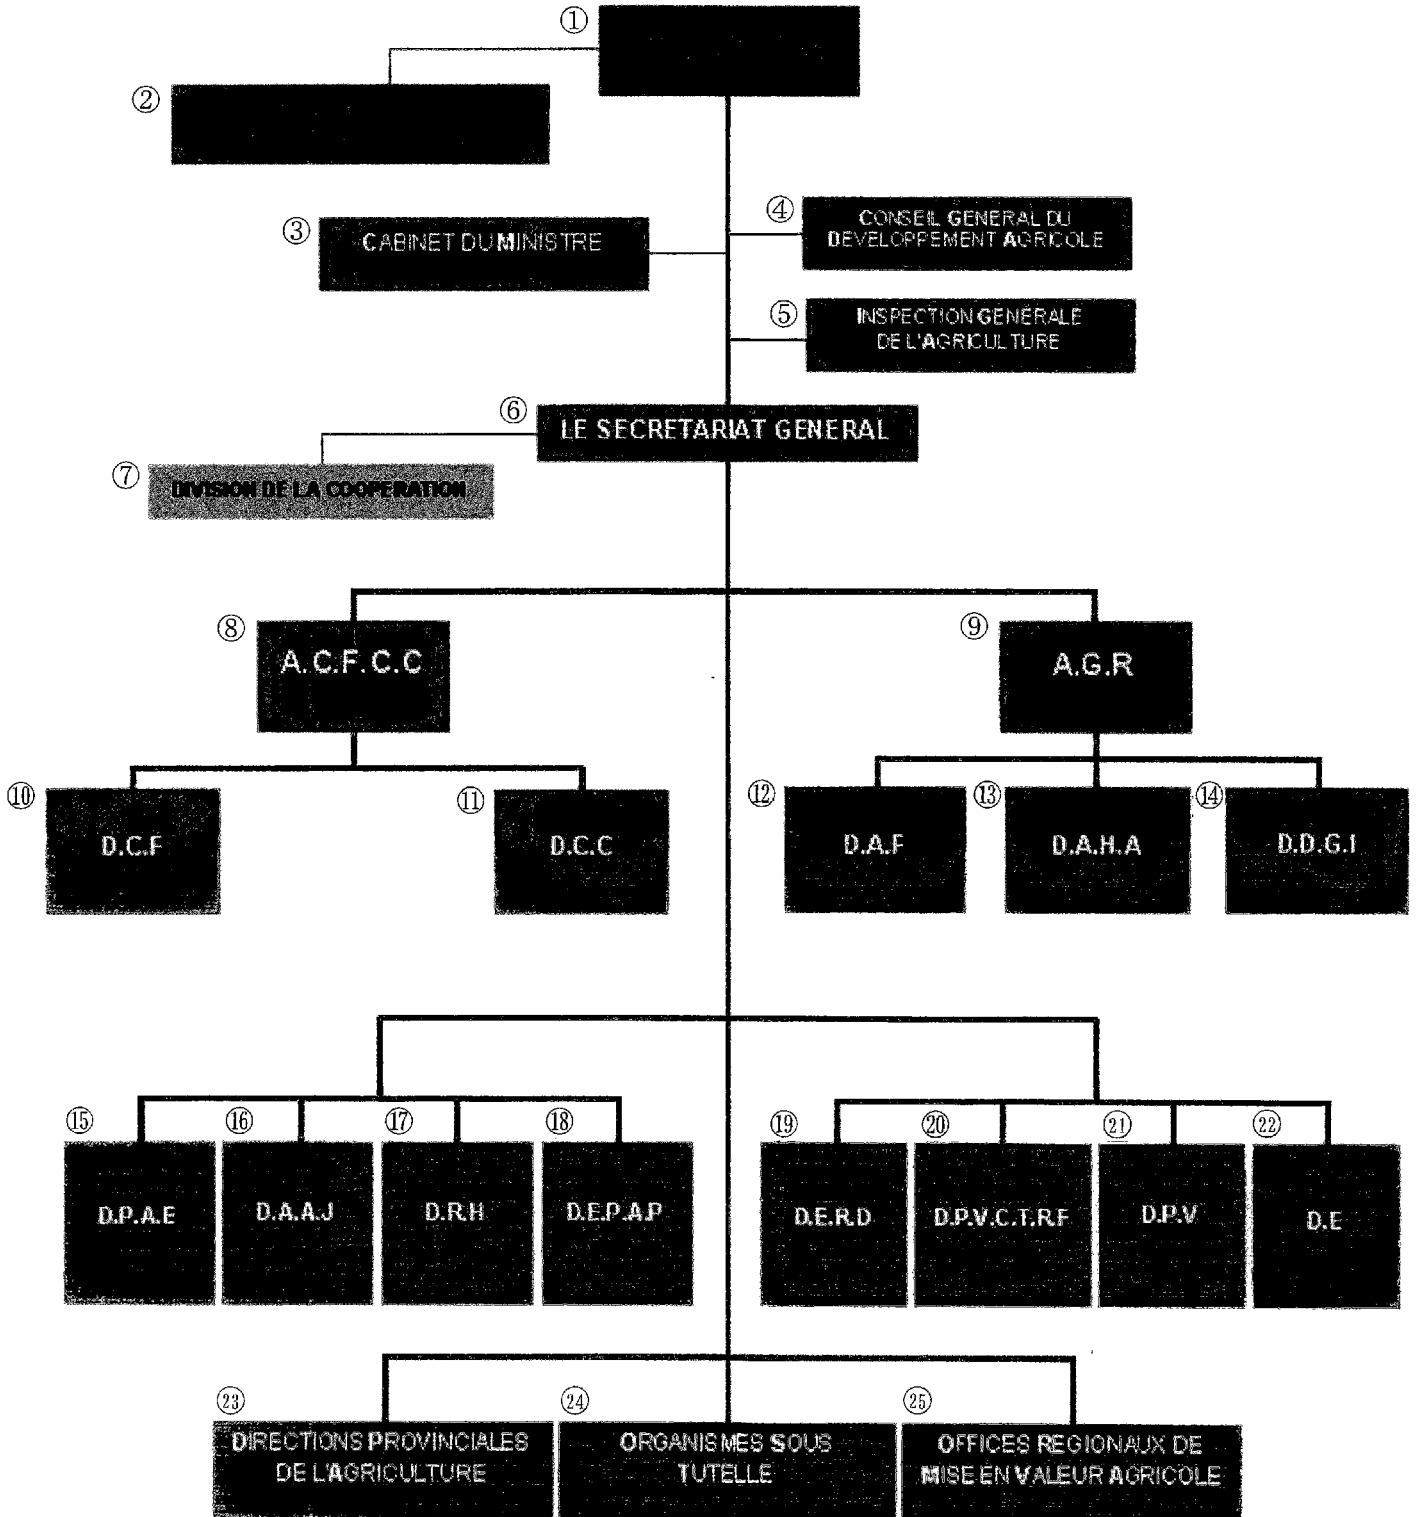 ①
②
③
CABINET DU MINISTRE
④
CONSEIL GENERAL DU
DEVELOPPEMENT AGRICOLE
⑤
INSPECTION GENERALE
DE L'AGRICULTURE
⑥
LE SECRETARIAT GENERAL
⑦
DIVISION DE LA COOPERATION
⑧
A.C.F.C.C
⑨
A.G.R
⑩
D.C.F
⑪
D.C.C
⑫
D.A.F
⑬
D.A.H.A
⑭
D.D.G.I
⑮
D.P.A.E
⑯
D.A.A.J
⑰
D.R.H
⑱
D.E.P.A.P
⑲
D.E.R.D
⑳
D.P.V.C.T.R.F
㉑
D.P.V
㉒
D.E
㉓
DIRECTIONS PROVINCIALES
DE L'AGRICULTURE
㉔
ORGANISMES SOUS
TUTELLE
㉕
OFFICES REGIONAUX DE
MISE EN VALEUR AGRICOLE